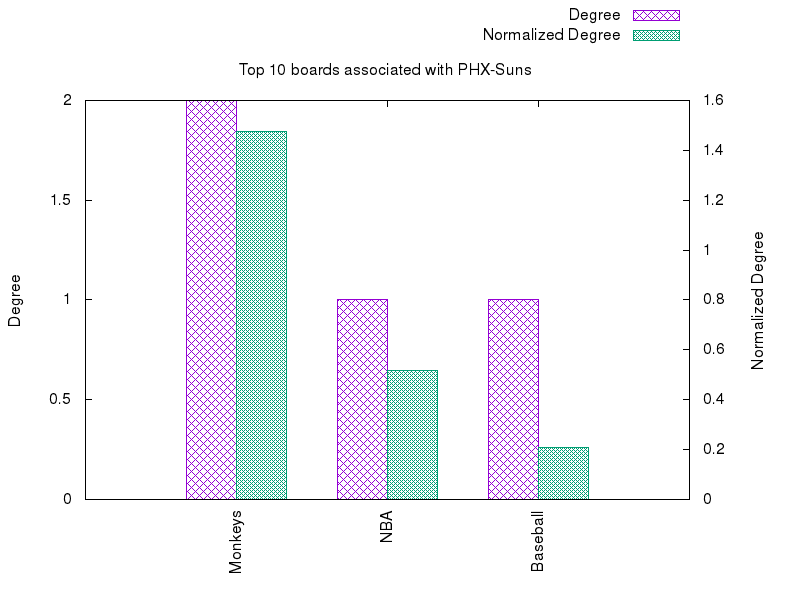 Degree
Normalized Degree
Top 10 boards associated with PHX-Suns
2
1.5
1
0.5
0
1.6
1.4
1.2
1
0.8
0.6
0.4
0.2
0
Degree
Normalized Degree
Monkeys
NBA
Baseball